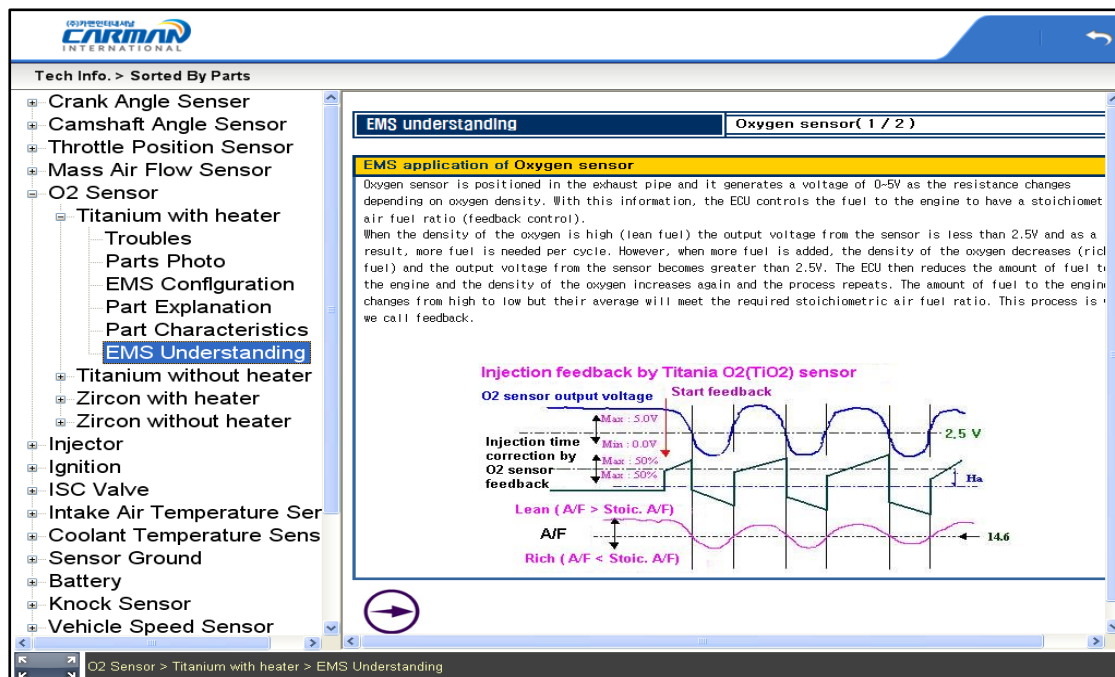 (주)카맨인터내셔날
CARMAN
INTERNATIONAL
Tech Info. > Sorted By Parts
Crank Angle Senser
Camshaft Angle Sensor
Throttle Position Sensor
Mass Air Flow Sensor
O2 Sensor
Titanium with heater
Troubles
Parts Photo
EMS Configuration
Part Explanation
Part Characteristics
EMS Understanding
Titanium without heater
Zircon with heater
Zircon without heater
Injector
Ignition
ISC Valve
Intake Air Temperature Ser
Coolant Temperature Sens
Sensor Ground
Battery
Knock Sensor
Vehicle Speed Sensor
EMS understanding
Oxygen sensor( 1 / 2 )
EMS application of Oxygen sensor
Oxygen sensor is positioned in the exhaust pipe and it generates a voltage of 0~5V as the resistance changes
depending on oxygen density. With this information, the ECU controls the fuel to the engine to have a stoichiomet
air fuel ratio (feedback control).
When the density of the oxygen is high (lean fuel) the output voltage from the sensor is less than 2.5V and as a
result, more fuel is needed per cycle. However, when more fuel is added, the density of the oxygen decreases (rich
fuel) and the output voltage from the sensor becomes greater than 2.5V. The ECU then reduces the amount of fuel to
the engine and the density of the oxygen increases again and the process repeats. The amount of fuel to the engine
changes from high to low but their average will meet the required stoichiometric air fuel ratio. This process is
we call feedback.
Injection feedback by Titania O2(TiO2) sensor
O2 sensor output voltage
Start feedback
Max : 5.0V
2,5 V
Min : 0.0V
Injection time
correction by
O2 sensor
feedback
Max : 50%
Max : 50%
Ha
Lean ( A/F > Stoic. A/F)
A/F
14.6
Rich ( A/F < Stoic. A/F)
O2 Sensor > Titanium with heater > EMS Understanding